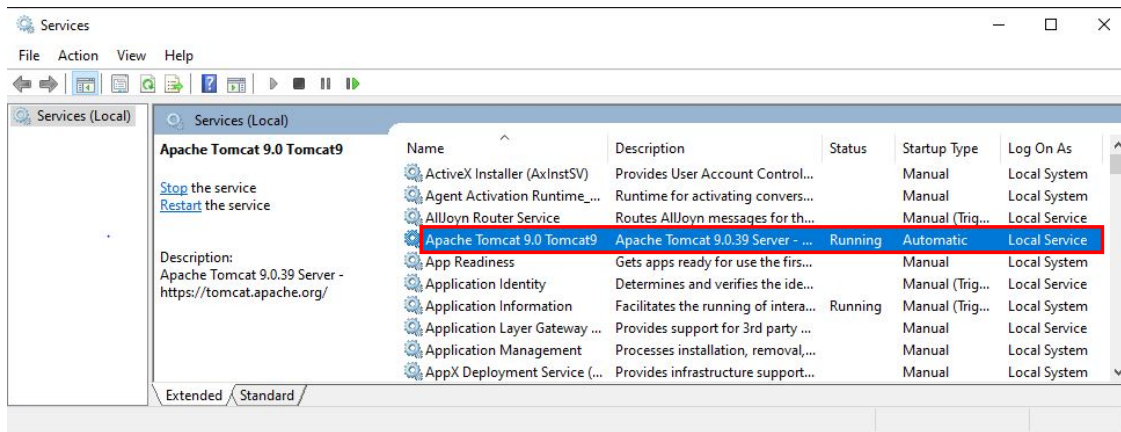 Services
File Action View Help
Services (Local)
Services (Local)
Apache Tomcat 9.0 Tomcat9
Stop the service
Restart the service
Description:
Apache Tomcat 9.0.39 Server -
https://tomcat.apache.org/
Name Description Status Startup Type Log On As
ActiveX Installer (AxInstSV) Provides User Account Control... Manual Local System
Agent Activation Runtime_... Runtime for activating convers... Manual Local System
AllJoyn Router Service Routes AllJoyn messages for th... Manual (Trig... Local Service
Apache Tomcat 9.0 Tomcat9 Apache Tomcat 9.0.39 Server - ... Running Automatic Local Service
App Readiness Gets apps ready for use the firs... Manual Local System
Application Identity Determines and verifies the ide... Manual (Trig... Local Service
Application Information Facilitates the running of intera... Running Manual (Trig... Local System
Application Layer Gateway ... Provides support for 3rd party ... Manual Local Service
Application Management Processes installation, removal,... Manual Local System
AppX Deployment Service (... Provides infrastructure support... Manual Local System
Extended Standard